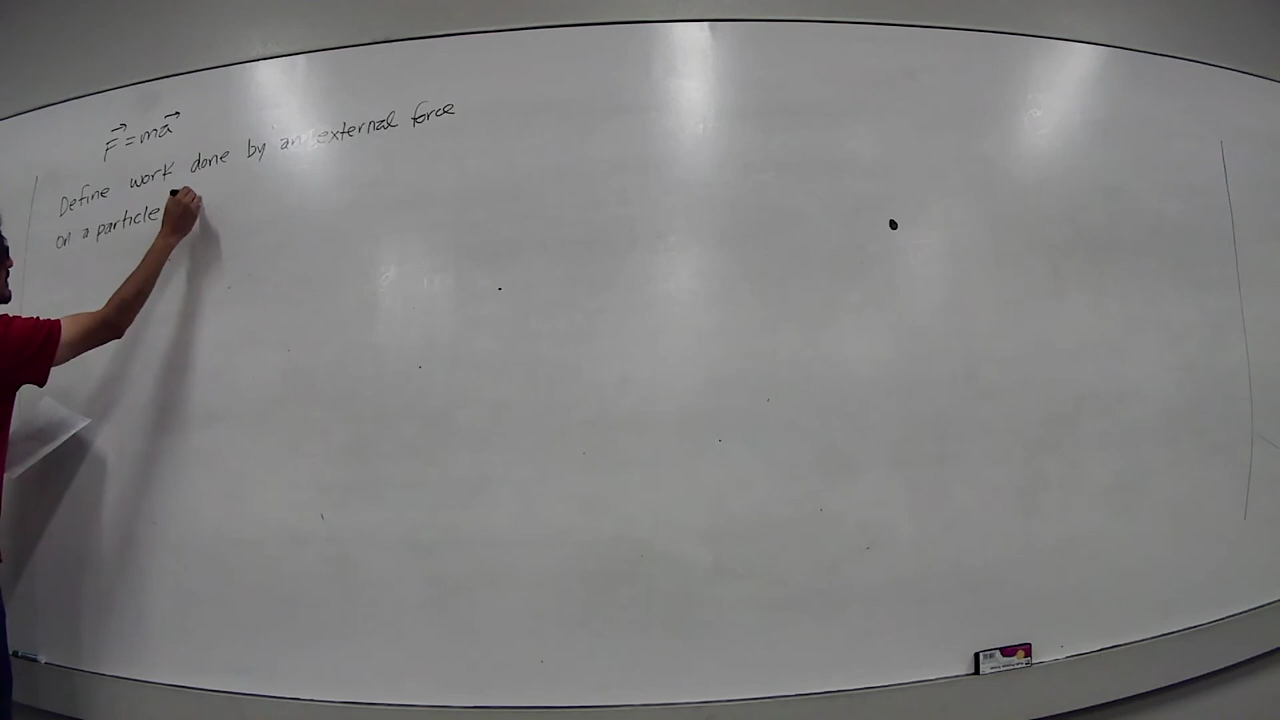 F⃗ = ma⃗
Define work done by an external force
on a particle